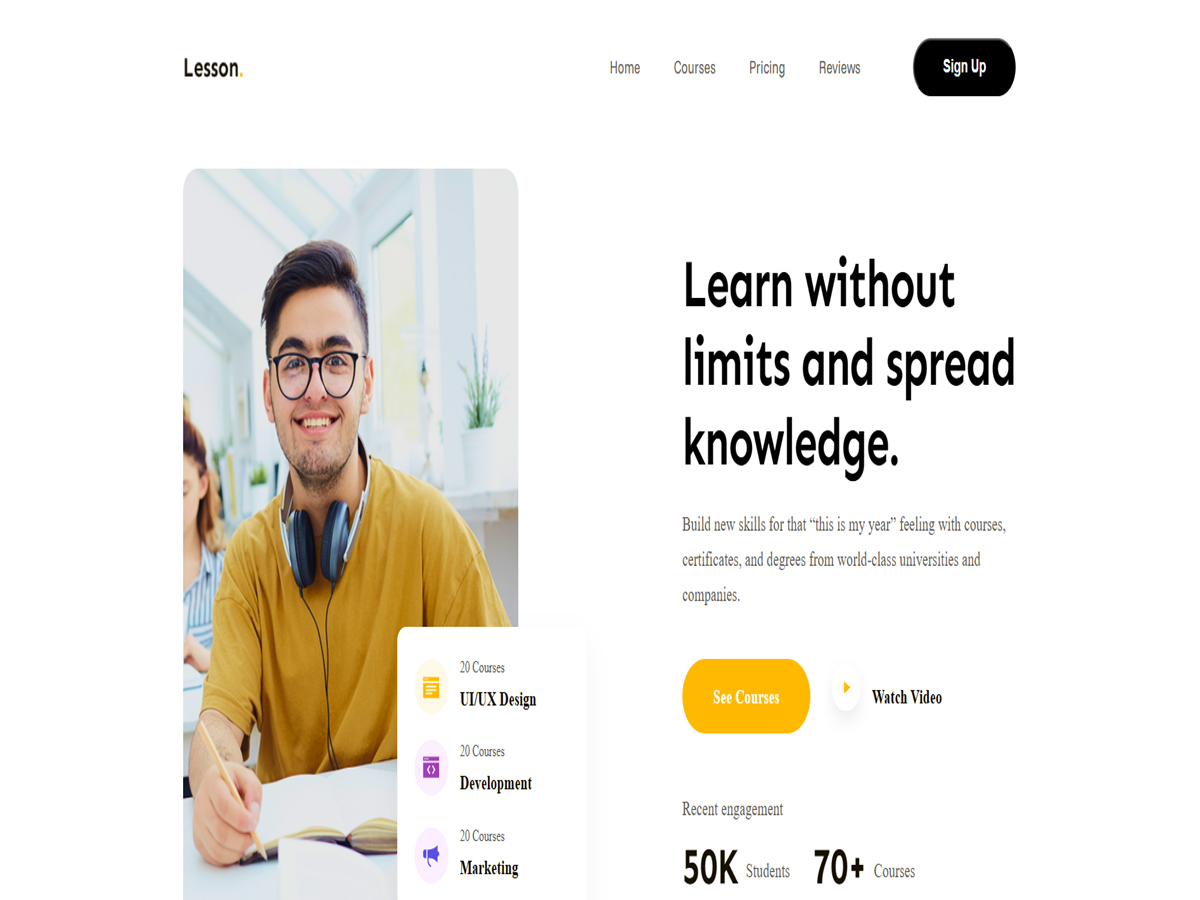 Lesson.
Home
Courses
Pricing
Reviews
Sign Up
Learn without
limits and spread
knowledge.
Build new skills for that “this is my year” feeling with courses,
certificates, and degrees from world-class universities and
companies.
See Courses
Watch Video
20 Courses
UI/UX Design
20 Courses
Development
20 Courses
Marketing
Recent engagement
50K Students
70+ Courses